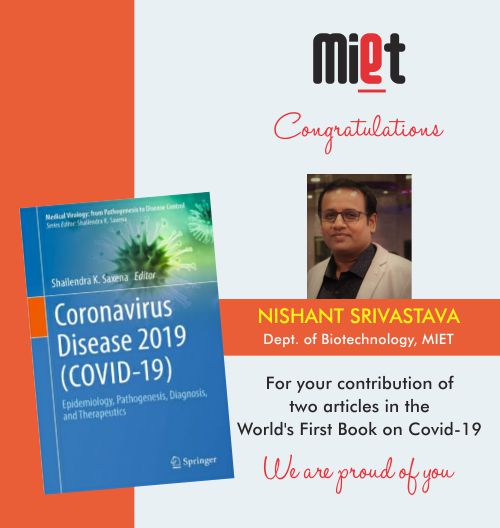 miet
Congratulations
Medical Virology: from Pathogenesis to Disease Control
Series Editor: Shailendra K. Saxena
Shailendra K. Saxena Editor
Coronavirus
Disease 2019
(COVID-19)
Epidemiology, Pathogenesis, Diagnosis,
and Therapeutics
Springer
NISHANT SRIVASTAVA
Dept. of Biotechnology, MIET
For your contribution of
two articles in the
World's First Book on Covid-19
We are proud of you